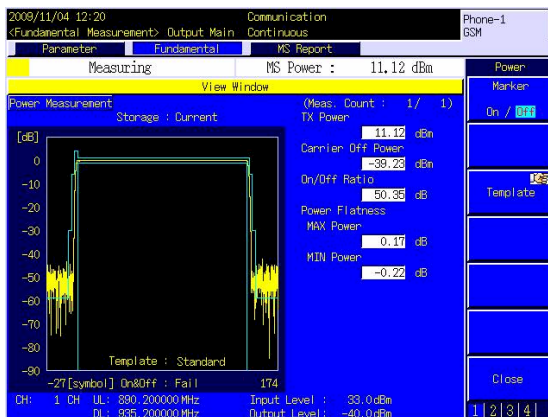 2009/11/04 12:20 Communication Phone-1
<Fundamental Measurement> Output Main Continuous GSM
Parameter Fundamental MS Report
Measuring MS Power : 11.12 dBm Power
View Window Marker
Power Measurement (Meas. Count : 1/ 1) On / Off
Storage : Current TX Power
[dB] 11.12 dBm
Carrier Off Power
0 -39.23 dBm
-10 On/Off Ratio
50.35 dB Template
-20 Power Flatness
MAX Power
-30 0.17 dB
-40 MIN Power
-0.22 dB
-50
-60
-70
-80
Template : Standard
-90 Close
-27[symbol] On&Off : Fail 174
CH: 1 CH UL: 890.200000MHz Input Level : 33.0dBm
DL: 935.200000MHz Output Level: -40.0dBm 1 2 3 4